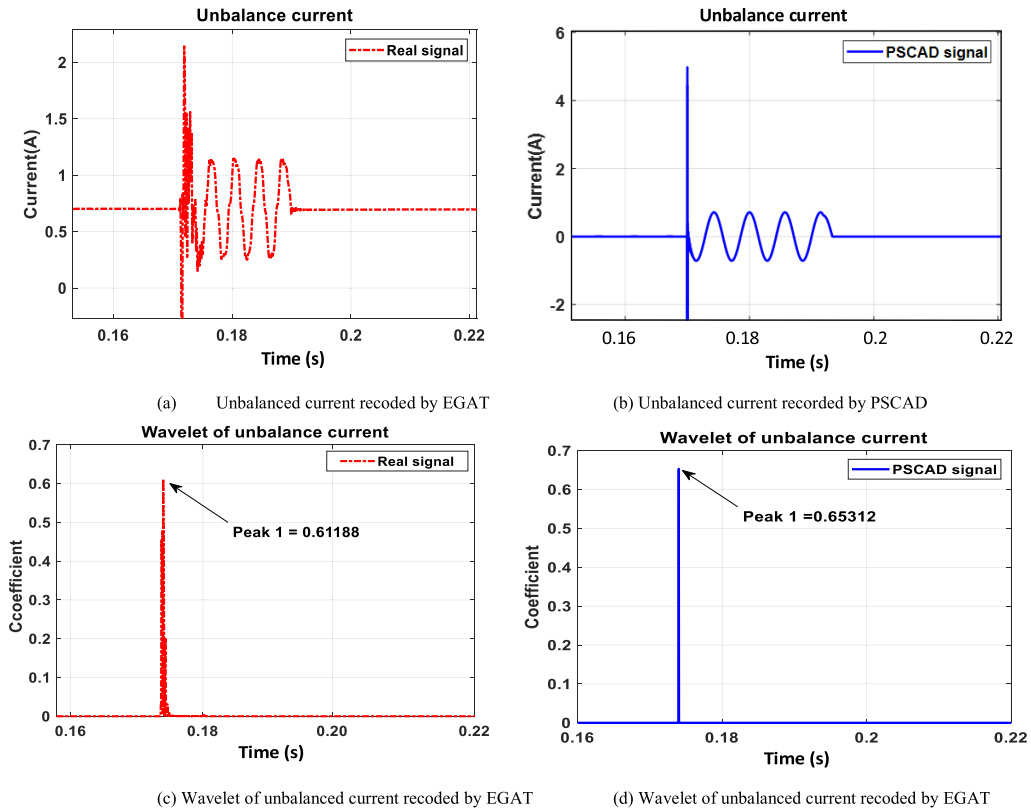 Unbalance current
Real signal
2
1.5
1
0.5
0
Current(A)
0.16
0.18
0.2
0.22
Time (s)
(a) Unbalanced current recoded by EGAT
Unbalance current
PSCAD signal
6
4
2
0
-2
Current(A)
0.16
0.18
0.2
0.22
Time (s)
(b) Unbalanced current recorded by PSCAD
Wavelet of unbalance current
Real signal
Peak 1 = 0.61188
0.7
0.6
0.5
0.4
0.3
0.2
0.1
0
Ccoefficient
0.16
0.18
0.20
0.22
Time (s)
(c) Wavelet of unbalanced current recoded by EGAT
Wavelet of unbalance current
PSCAD signal
Peak 1 =0.65312
0.7
0.6
0.5
0.4
0.3
0.2
0.1
0
Coefficient
0.16
0.18
0.2
0.22
Time (s)
(d) Wavelet of unbalanced current recoded by EGAT